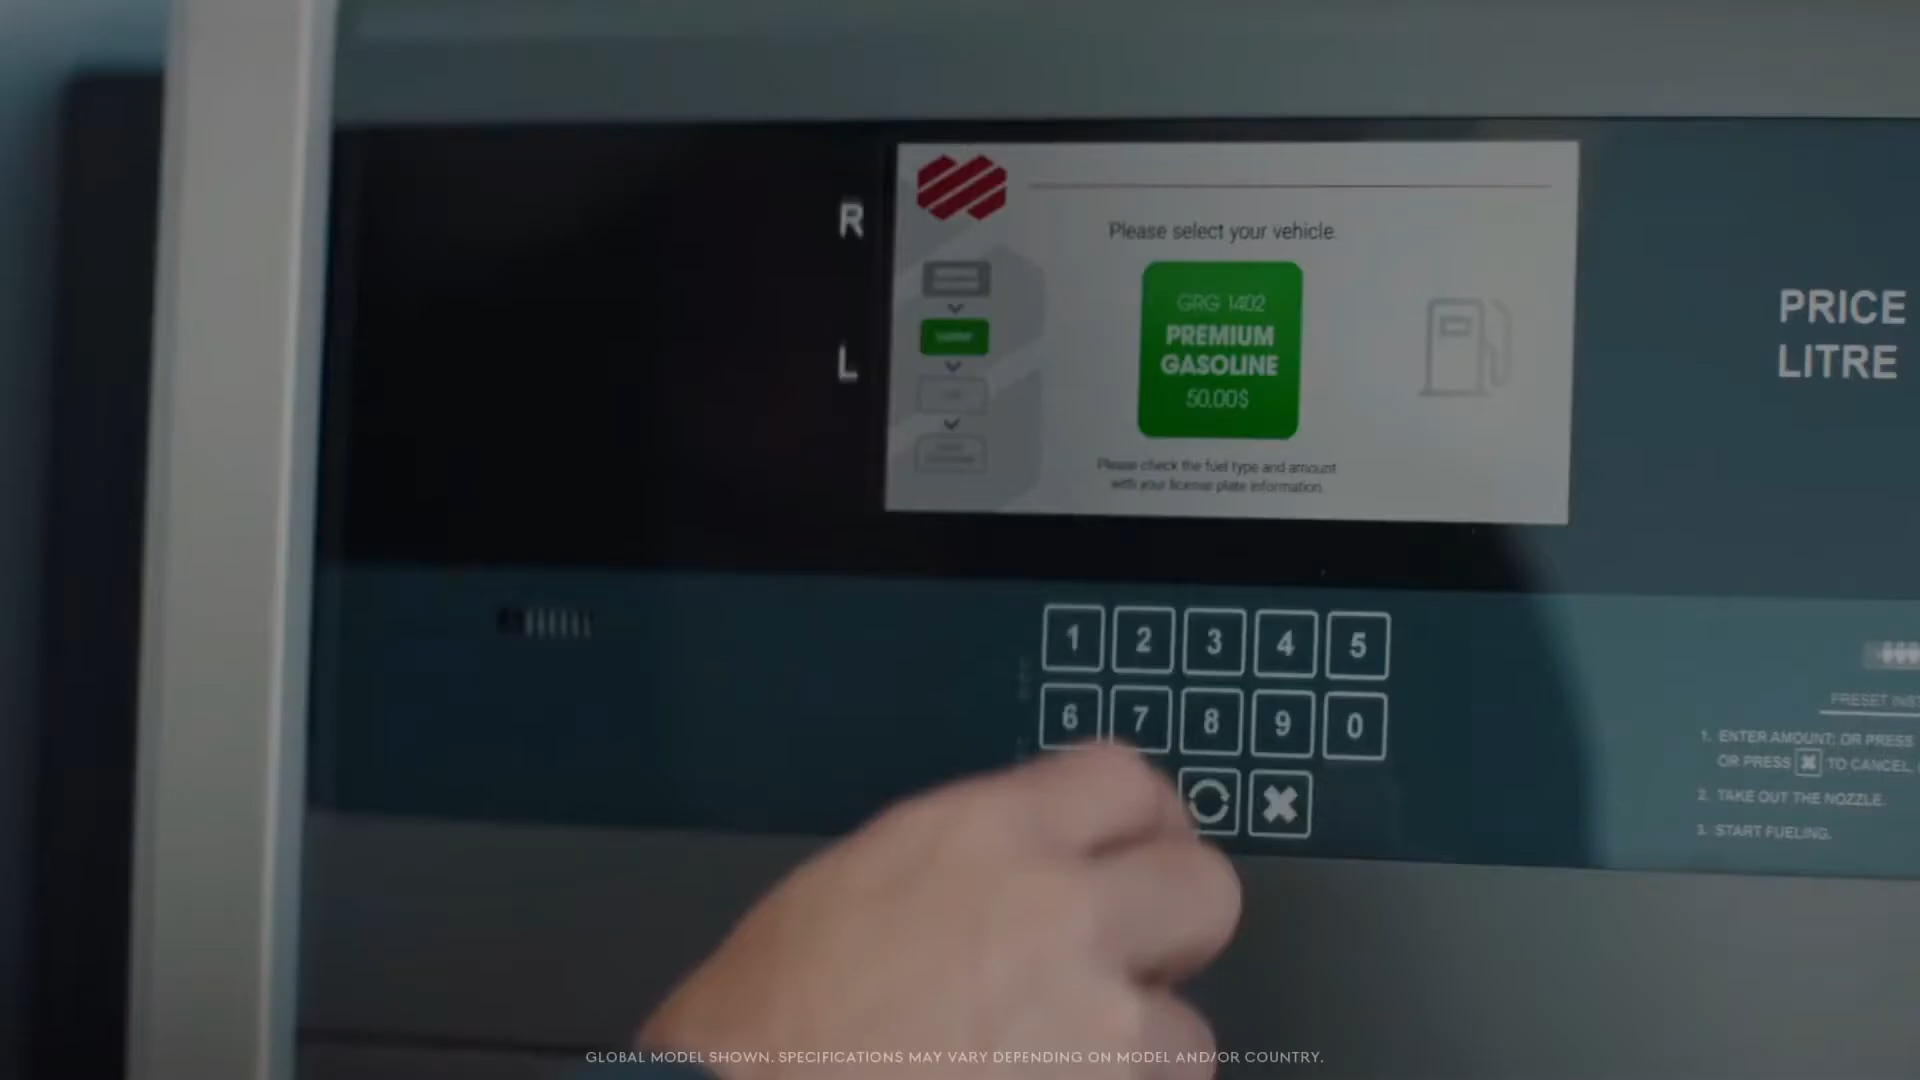 R
L
Please select your vehicle.
GRG 1402
PREMIUM
GASOLINE
50.00$
Please check the fuel type and amount
with your license plate information.
PRICE
LITRE
1 2 3 4 5
6 7 8 9 0
PRESET
1. ENTER AMOUNT; OR PRESS
OR PRESS TO CANCEL.
2. TAKE OUT THE NOZZLE.
3. START FUELING.
GLOBAL MODEL SHOWN. SPECIFICATIONS MAY VARY DEPENDING ON MODEL AND/OR COUNTRY.